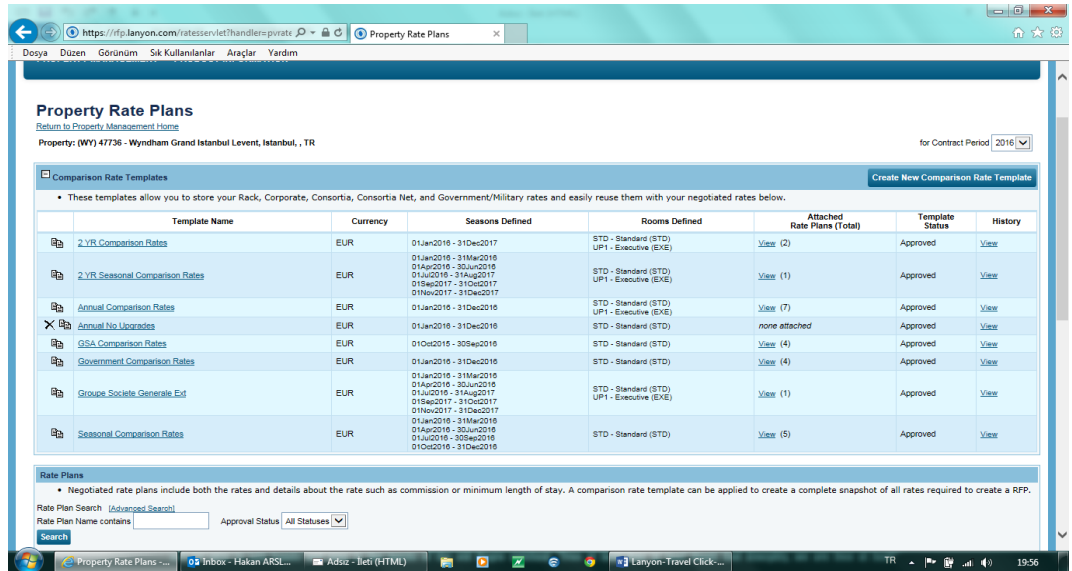 https://rfp.lanyon.com/ratesservlet?handler=pvrate
Property Rate Plans
Dosya Düzen Görünüm Sık Kullanılanlar Araçlar Yardım
Property Rate Plans
Return to Property Management Home
Property: (WY) 47736 - Wyndham Grand Istanbul Levent, Istanbul, , TR
for Contract Period 2016
Comparison Rate Templates
Create New Comparison Rate Template
• These templates allow you to store your Rack, Corporate, Consortia, Consortia Net, and Government/Military rates and easily reuse them with your negotiated rates below.
Template Name Currency Seasons Defined Rooms Defined Attached Rate Plans (Total) Template Status History
2 YR Comparison Rates EUR 01Jan2016 - 31Dec2017 STD - Standard (STD) View (2) Approved View
UP1 - Executive (EXE)
01Jan2016 - 31Mar2016
01Apr2016 - 30Jun2016
2 YR Seasonal Comparison Rates EUR 01Jul2016 - 31Aug2017 STD - Standard (STD) View (1) Approved View
01Sep2017 - 31Oct2017 UP1 - Executive (EXE)
01Nov2017 - 31Dec2017
Annual Comparison Rates EUR 01Jan2016 - 31Dec2016 STD - Standard (STD) View (7) Approved View
UP1 - Executive (EXE)
Annual No Upgrades EUR 01Jan2016 - 31Dec2016 STD - Standard (STD) none attached Approved View
GSA Comparison Rates EUR 01Oct2015 - 30Sep2016 STD - Standard (STD) View (4) Approved View
Government Comparison Rates EUR 01Jan2016 - 31Dec2016 STD - Standard (STD) View (4) Approved View
01Jan2016 - 31Mar2016
01Apr2016 - 30Jun2016
Groupe Societe Generale Ext EUR 01Jul2016 - 31Aug2017 STD - Standard (STD) View (1) Approved View
01Sep2017 - 31Oct2017 UP1 - Executive (EXE)
01Nov2017 - 31Dec2017
01Jan2016 - 31Mar2016
01Apr2016 - 30Jun2016
Seasonal Comparison Rates EUR 01Jul2016 - 30Sep2016 STD - Standard (STD) View (5) Approved View
01Oct2016 - 31Dec2016
Rate Plans
• Negotiated rate plans include both the rates and details about the rate such as commission or minimum length of stay. A comparison rate template can be applied to create a complete snapshot of all rates required to create a RFP.
Rate Plan Search [Advanced Search]
Rate Plan Name contains Approval Status All Statuses
Search
Property Rate Plans -... Inbox - Hakan ARSL... Adsız - İleti (HTML) Lanyon-Travel Click-... TR 19:56